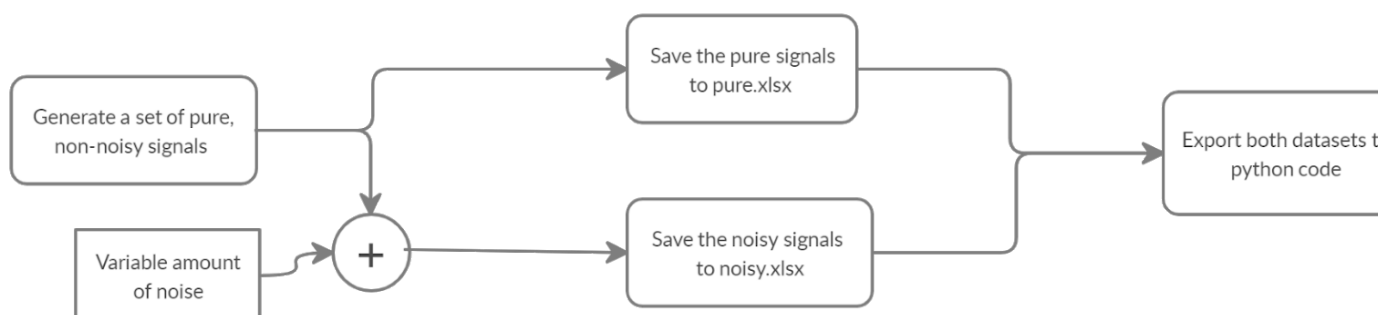 Generate a set of pure,
non-noisy signals
Variable amount
of noise
+
Save the pure signals
to pure.xlsx
Save the noisy signals
to noisy.xlsx
Export both datasets t
python code